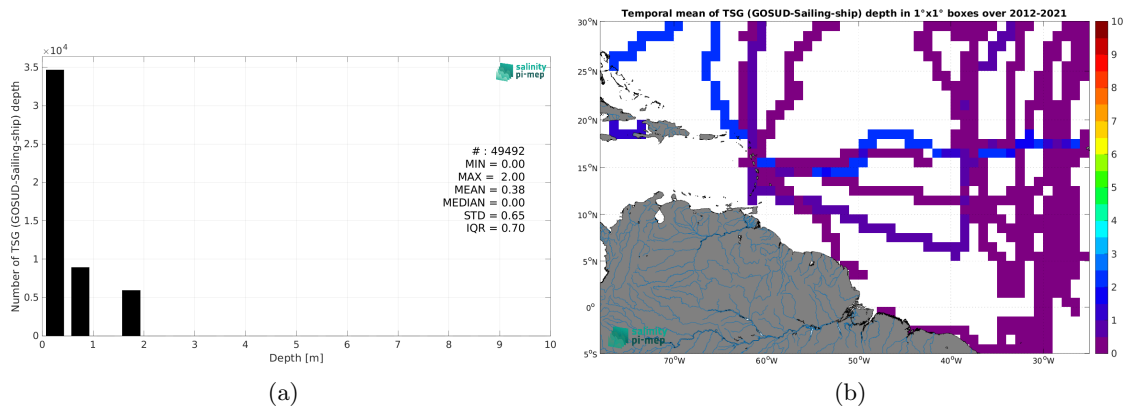 ×10⁴
3.5
3
2.5
2
1.5
1
0.5
0
0 1 2 3 4 5 6 7 8 9 10
Number of TSG (GOSUD-Sailing-ship) depth
Depth [m]
salinity
pi-mep
# : 49492
MIN = 0.00
MAX = 2.00
MEAN = 0.38
MEDIAN = 0.00
STD = 0.65
IQR = 0.70
(a)
Temporal mean of TSG (GOSUD-Sailing-ship) depth in 1°x1° boxes over 2012-2021
30°N
25°N
20°N
15°N
10°N
5°N
0°
5°S
70°W 60°W 50°W 40°W 30°W
salinity
pi-mep
10
9
8
7
6
5
4
3
2
1
0
(b)